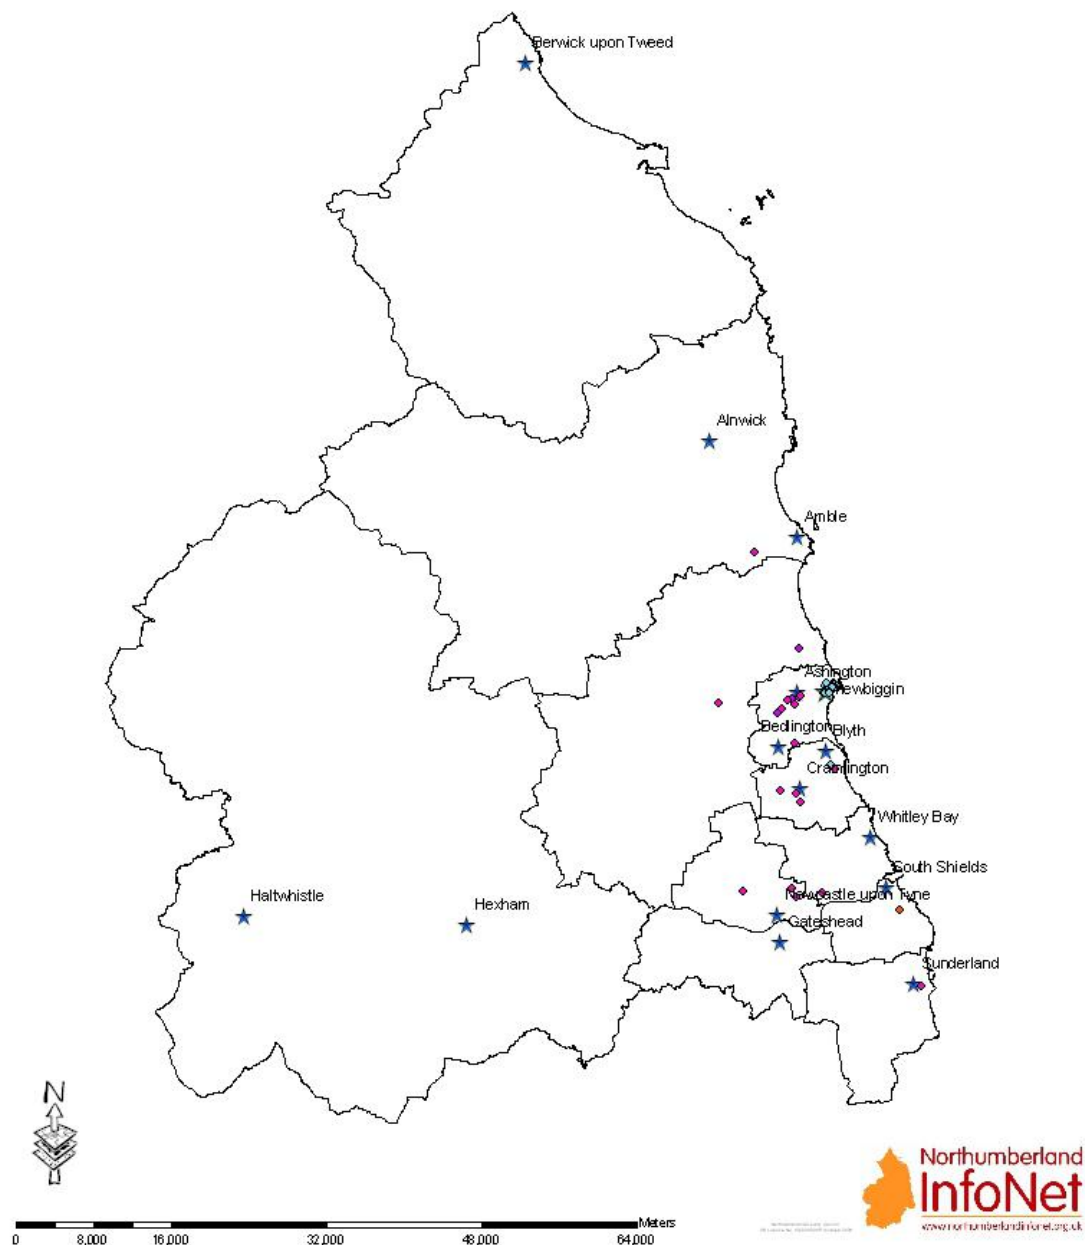 Berwick upon Tweed
Alnwick
Amble
Ashington
Newbiggin
Bedlington
Blyth
Cramlington
Whitley Bay
South Shields
Haltwhistle
Hexham
Newcastle upon Tyne
Gateshead
Sunderland
N
Northumberland
InfoNet
www.northumberlandinfonet.org.uk
Meters
0 8,000 16,000 32,000 48,000 64,000